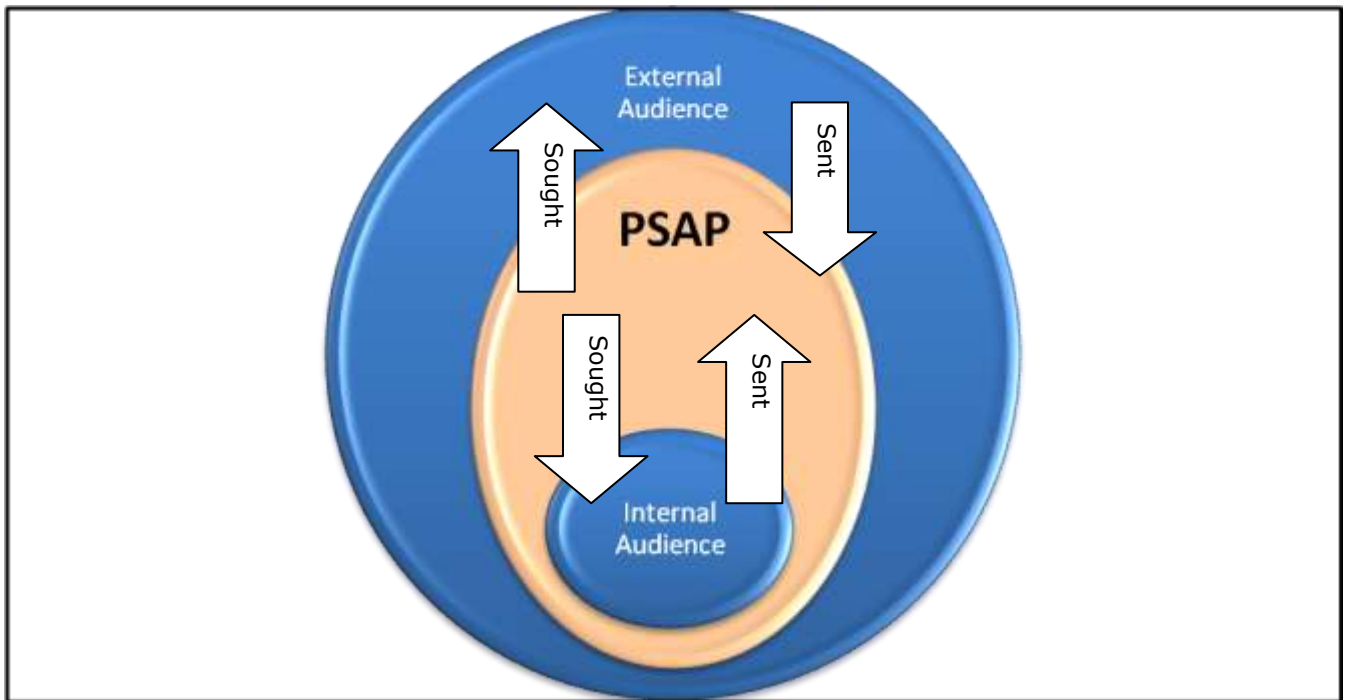 External
Audience
Sought
Sent
PSAP
Sought
Sent
Internal
Audience